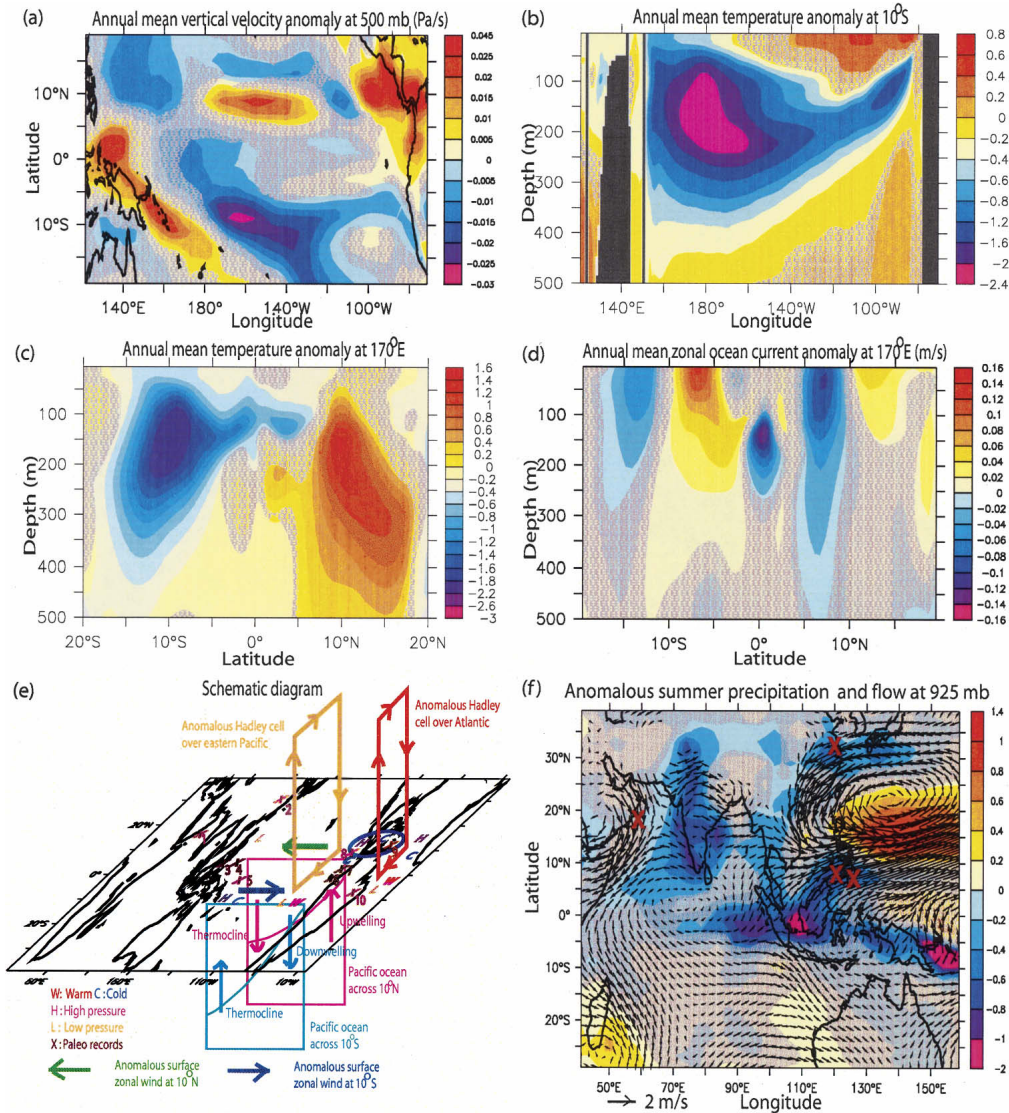 (a) Annual mean vertical velocity anomaly at 500 mb (Pa/s)
0.045
0.025
0.02
0.015
0.01
0.005
0
-0.005
-0.01
-0.015
-0.02
-0.025
-0.03
Latitude
10°N
0°
10°S
140°E 180° 140°W 100°W
Longitude
(b) Annual mean temperature anomaly at 10°S
0.8
0.6
0.4
0.2
0
-0.2
-0.4
-0.6
-0.8
-1.2
-1.6
-2
-2.4
Depth (m)
100
200
300
400
500
140°E 180° 140°W 100°W
Longitude
(c) Annual mean temperature anomaly at 170°E
1.6
1.4
1.2
1
0.8
0.6
0.4
0.2
0
-0.2
-0.4
-0.6
-0.8
-1
-1.2
-1.4
-1.6
-1.8
-2.2
-2.6
-3
Depth (m)
100
200
300
400
500
20°S 10°S 0° 10°N 20°N
Latitude
(d) Annual mean zonal ocean current anomaly at 170°E (m/s)
0.16
0.16
0.1
0.08
0.06
0.04
0.02
0
-0.02
-0.04
-0.06
-0.08
-0.1
-0.12
-0.14
-0.16
Depth (m)
100
200
300
400
500
10°S 0° 10°N
Latitude
(e) Schematic diagram
Anomalous Hadley cell
over eastern Pacific
Anomalous Hadley
cell over Atlantic
20°N
0°
20°S
60°E
110°W
10°W
Thermocline
Upwelling
Downwelling
Thermocline
Pacific ocean
across 10°N
Pacific ocean
across 10°S
W: Warm C: Cold
H: High pressure
L: Low pressure
X: Paleo records
Anomalous surface
zonal wind at 10°N
Anomalous surface
zonal wind at 10°S
(f) Anomalous summer precipitation and flow at 925 mb
1.4
1
0.8
0.6
0.4
0.2
0
-0.2
-0.4
-0.6
-0.8
-1
-2
Latitude
30°N
20°N
10°N
0°
10°S
20°S
X
X
X
X
50°E 70°E 90°E 110°E 130°E 150°E
2 m/s Longitude